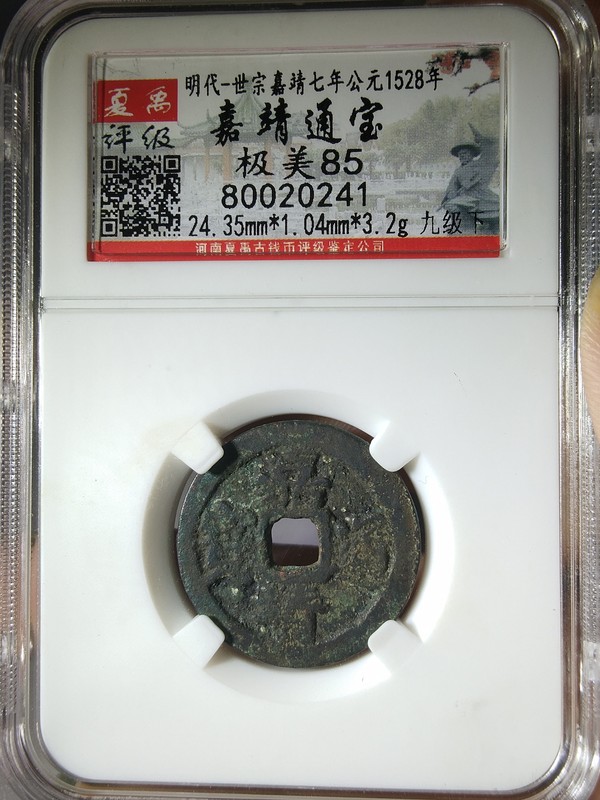 夏禹
评级
明代-世宗嘉靖七年公元1528年
嘉靖通宝
极美85
80020241
24.35mm*1.04mm*3.2g 九级下
河南夏禹古钱币评级鉴定公司